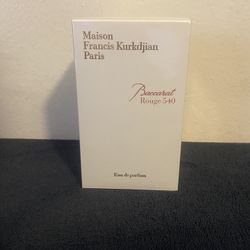 Maison
Francis Kurkdjian
Paris
Baccarat
Rouge 540
Eau de parfum